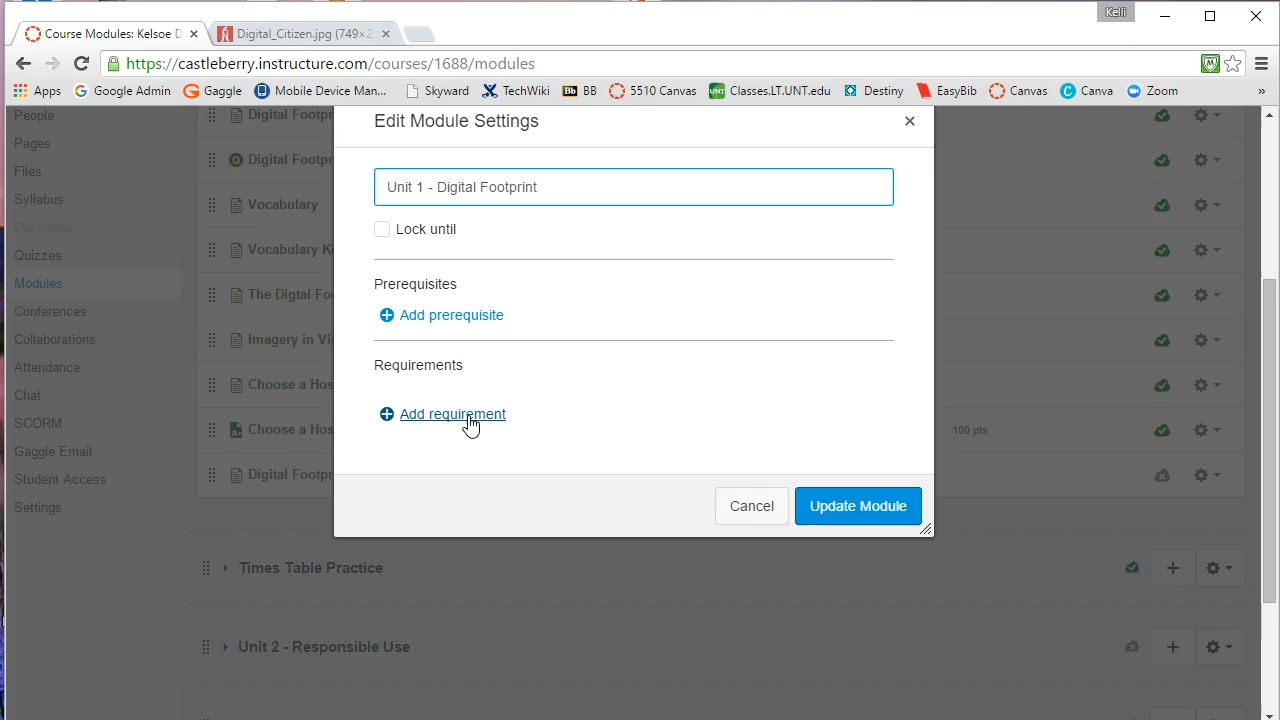 Kelli
Course Modules: Kelsoe D
Digital_Citizen.jpg (749×2
https://castleberry.instructure.com/courses/1688/modules
Apps
Google Admin
Gaggle
Mobile Device Man...
Skyward
TechWiki
Bb BB
5510 Canvas
UNT Classes.LT.UNT.edu
Destiny
EasyBib
Canvas
Canva
Zoom
»
People
Pages
Files
Syllabus
Outcomes
Quizzes
Modules
Conferences
Collaborations
Attendance
Chat
SCORM
Gaggle Email
Student Access
Settings
Digital Footpr
Digital Footpr
Vocabulary
Vocabulary K
The Digtal Fo
Imagery in Vi
Choose a Hos
Choose a Hos
100 pts
Digital Footpr
Edit Module Settings
Unit 1 - Digital Footprint
Lock until
Prerequisites
Add prerequisite
Requirements
Add requirement
Cancel
Update Module
Times Table Practice
Unit 2 - Responsible Use